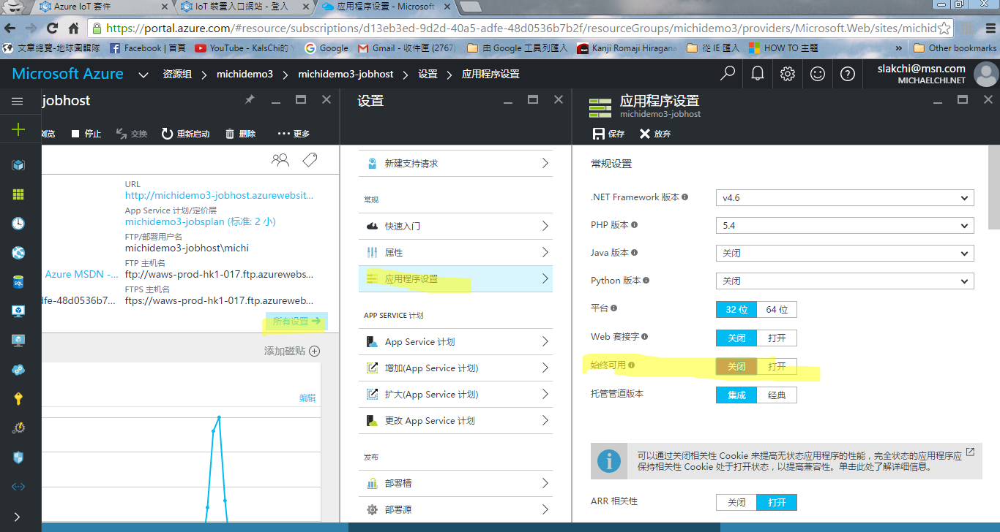 Azure IoT 套件
IoT 裝置入口網站 - 登入
应用程序设置 - Microsoft
https://portal.azure.com/#resource/subscriptions/d13eb3ed-9d2d-40a5-adfe-48d0536b7b2f/resourceGroups/michidemo3/providers/Microsoft.Web/sites/michid
文章總覽-地球圖輯隊
Facebook | 首頁
YouTube - KalsChi的
Google
Gmail - 收件匣 (2767)
由 Google 工具列匯入
Kanji Romaji Hiragana
從 IE 匯入
HOW TO 主題
»
Other bookmarks
Microsoft Azure
资源组
michidemo3
michidemo3-jobhost
设置
应用程序设置
slakchi@msn.com
MICHAELCHI.NET
jobhost
浏览
停止
交换
重新启动
删除
更多
URL
http://michidemo3-jobhost.azurewebsit...
App Service 计划/定价层
michidemo3-jobsplan (标准: 2 小)
FTP/部署用户名
michidemo3-jobhost\michi
FTP 主机名
Azure MSDN -...
ftp://waws-prod-hk1-017.ftp.azurewebs...
FTPS 主机名
dfe-48d0536b7...
ftps://waws-prod-hk1-017.ftp.azureweb...
所有设置
添加磁贴
编辑
设置
新建支持请求
常规
快速入门
属性
应用程序设置
APP SERVICE 计划
App Service 计划
增加(App Service 计划)
扩大(App Service 计划)
更改 App Service 计划
发布
部署槽
部署源
应用程序设置
michidemo3-jobhost
保存
放弃
常规设置
.NET Framework 版本
v4.6
PHP 版本
5.4
Java 版本
关闭
Python 版本
关闭
平台
32 位
64 位
Web 套接字
关闭
打开
始终可用
关闭
打开
托管管道版本
集成
经典
可以通过关闭相关性 Cookie 来提高无状态应用程序的性能，完全状态的应用程序应
保持相关性 Cookie 处于打开状态，以提高兼容性。单击此处了解详细信息。
ARR 相关性
关闭
打开